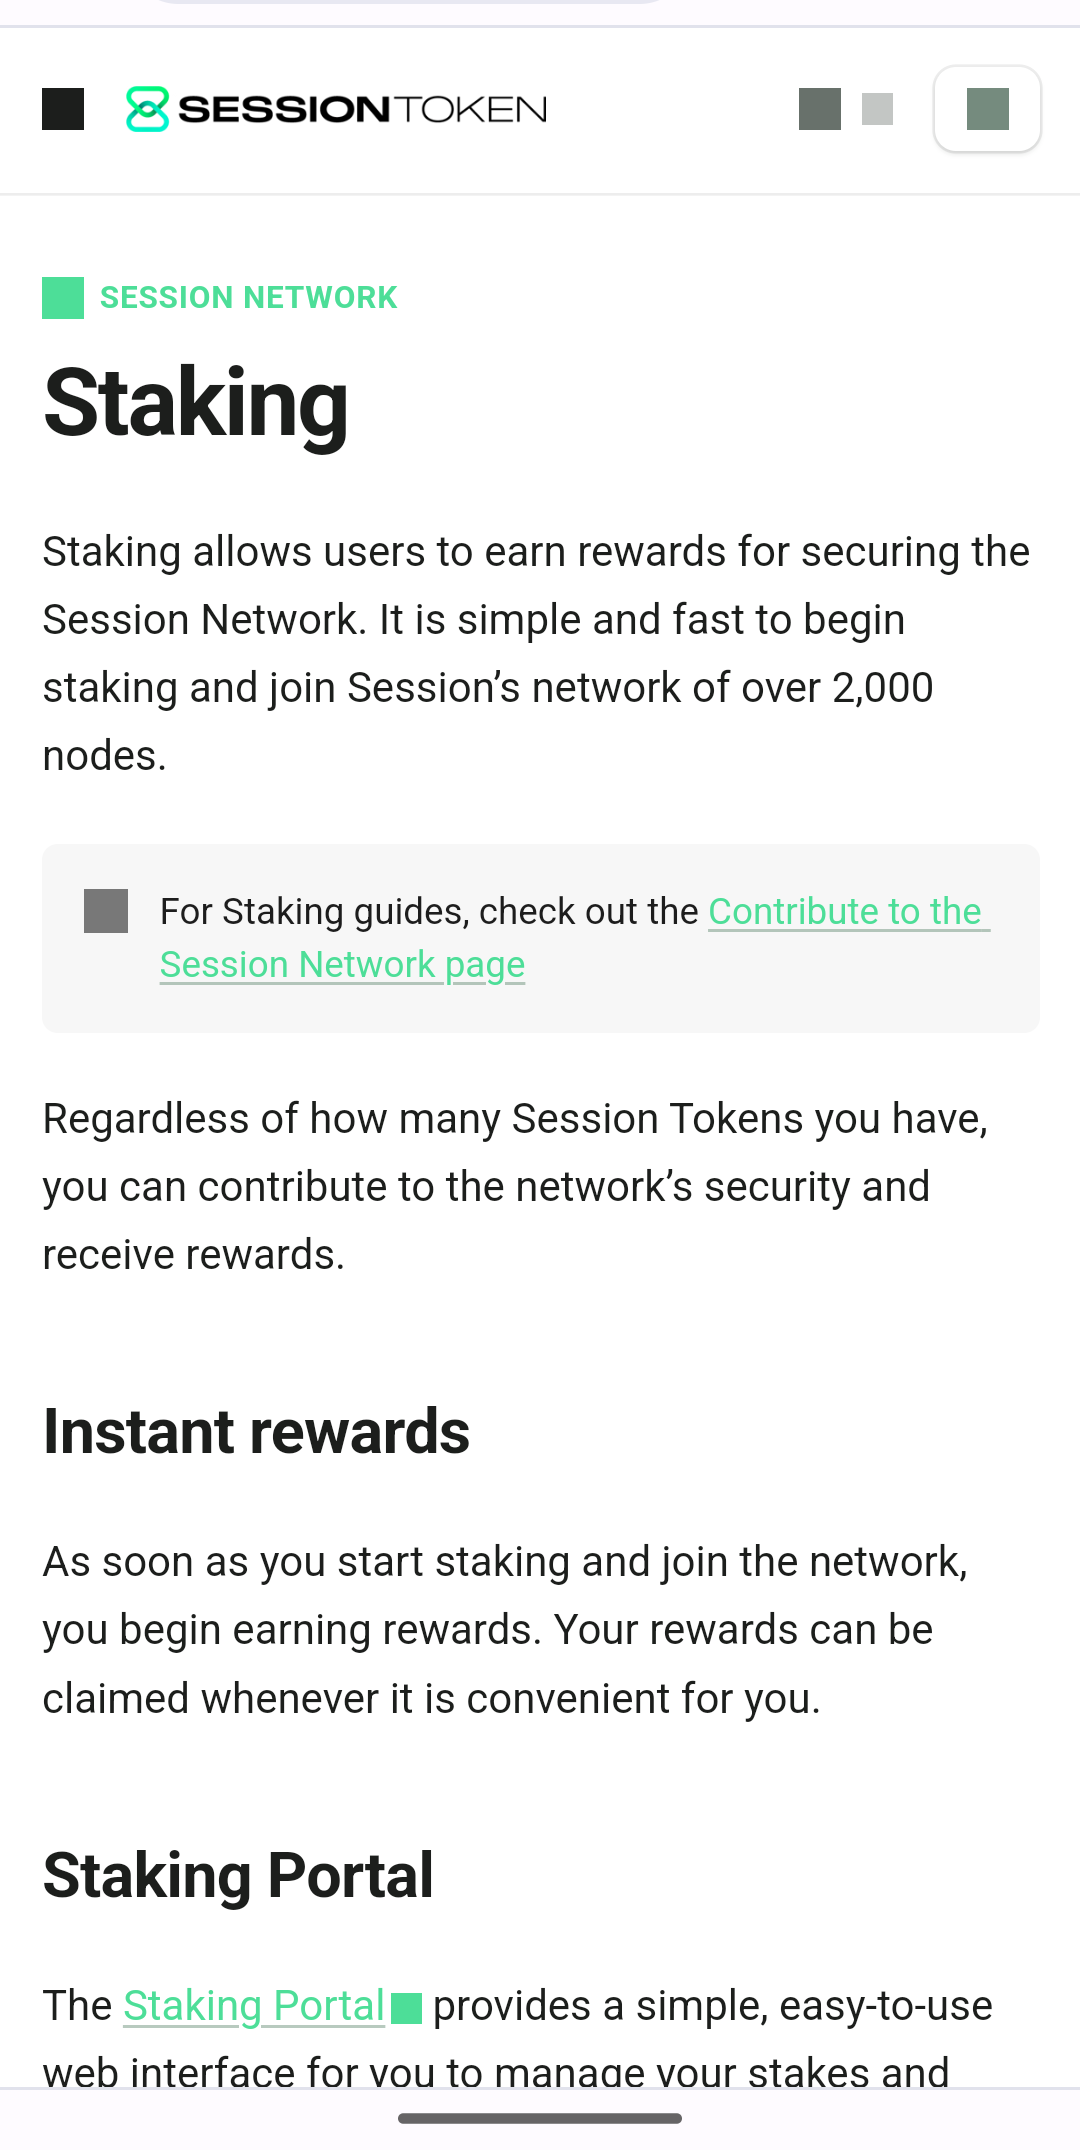 SESSION TOKEN
SESSION NETWORK
Staking
Staking allows users to earn rewards for securing the
Session Network. It is simple and fast to begin
staking and join Session’s network of over 2,000
nodes.
For Staking guides, check out the Contribute to the
Session Network page
Regardless of how many Session Tokens you have,
you can contribute to the network’s security and
receive rewards.
Instant rewards
As soon as you start staking and join the network,
you begin earning rewards. Your rewards can be
claimed whenever it is convenient for you.
Staking Portal
The Staking Portal provides a simple, easy-to-use
web interface for you to manage your stakes and